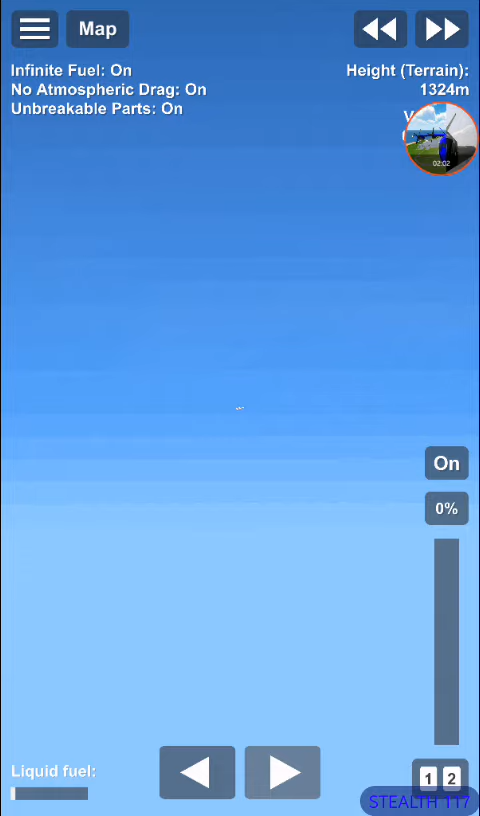 Map
Infinite Fuel: On
No Atmospheric Drag: On
Unbreakable Parts: On
Height (Terrain):
1324m
02:02
On
0%
Liquid fuel:
1 2
STEALTH 117